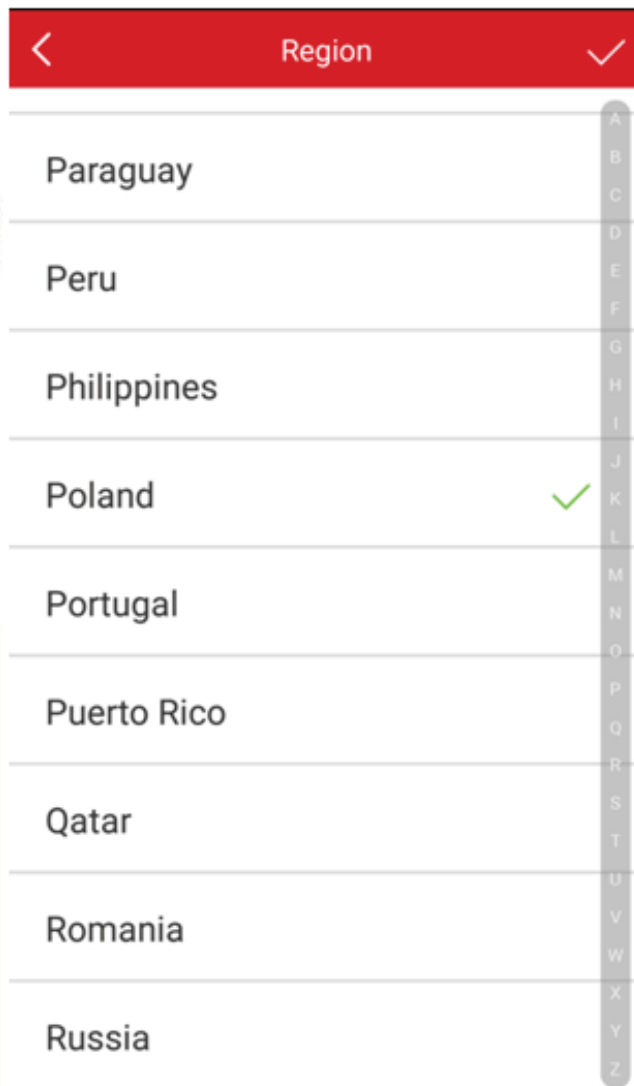 Region
Paraguay
Peru
Philippines
Poland
Portugal
Puerto Rico
Qatar
Romania
Russia
A
B
C
D
E
F
G
H
I
J
K
L
M
N
O
P
Q
R
S
T
U
V
W
X
Y
Z